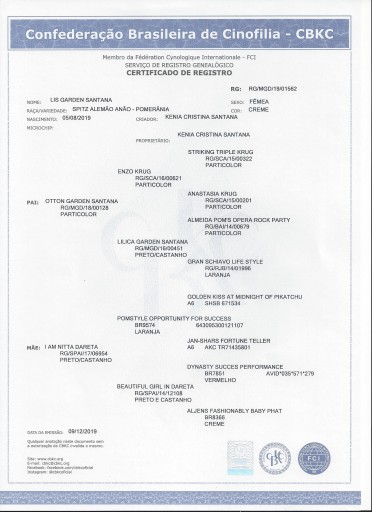 Confederação Brasileira de Cinofilia - CBKC
Membro da Fédération Cynologique Internationale - FCI
SERVIÇO DE REGISTRO GENEALÓGICO
CERTIFICADO DE REGISTRO
RG: RG/MGD/19/01562
NOME: LIS GARDEN SANTANA SEXO: FÊMEA
RAÇA/VARIEDADE: SPITZ ALEMÃO ANÃO - POMERÂNIA COR: CREME
NASCIMENTO: 05/08/2019 CRIADOR: KENIA CRISTINA SANTANA
MICROCHIP:
KENIA CRISTINA SANTANA
PROPRIETÁRIO:
STRIKING TRIPLE KRUG
RG/SCA/15/00322
PARTICOLOR
ENZO KRUG
RG/SCA/16/00621
PARTICOLOR
ANASTASIA KRUG
RG/SCA/15/00201
PARTICOLOR
PAI: OTTON GARDEN SANTANA
RG/MGD/18/00128
PARTICOLOR
ALMEIDA POM'S OPERA ROCK PARTY
RG/BAI/14/00679
PARTICOLOR
LILICA GARDEN SANTANA
RG/MGD/16/00451
PRETO/CASTANHO
GRAN SCHIAVO LIFE STYLE
RG/RJB/14/01996
LARANJA
GOLDEN KISS AT MIDNIGHT OF PIKATCHU
A6 SHSB 671534
POMSTYLE OPPORTUNITY FOR SUCCESS
BR9574 643095300121107
LARANJA
JAN-SHARS FORTUNE TELLER
A6 AKC TR71435801
MÃE: I AM NITTA DARETA
RG/SPAI/17/06954
PRETO/CASTANHO
DYNASTY SUCCES PERFORMANCE
BR7851 AVID*035*571*279
VERMELHO
BEAUTIFUL GIRL IN DARETA
RG/SPAI/14/12108
PRETO E CASTANHO
ALJENS FASHIONABLY BABY PHAT
BR8366
CREME
DATA DA EMISSÃO: 09/12/2019
Qualquer anotação neste documento sem
a autorização da CBKC invalida o mesmo.
Site: www.cbkc.org
E-mail: cbkc@cbkc.org
Facebook: facebook.com/cbkcoficial
Instagram: @cbkcoficial
FCI